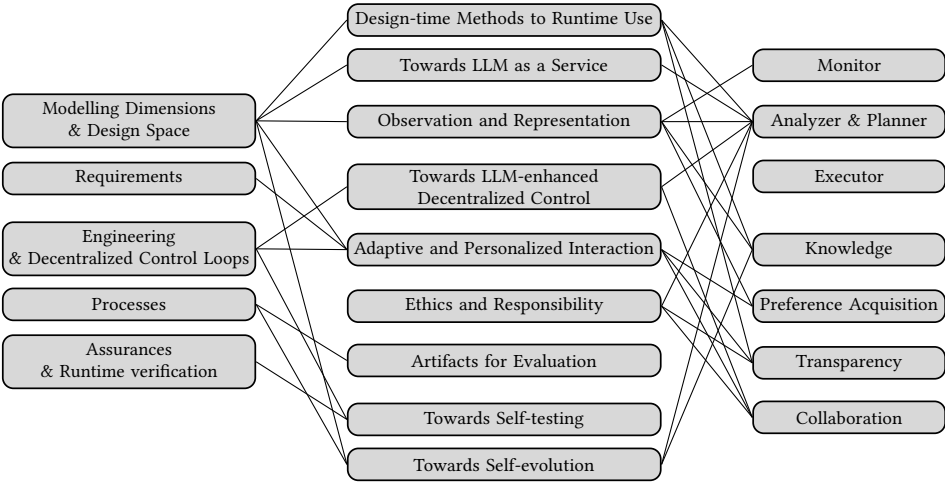 Modelling Dimensions
& Design Space
Requirements
Engineering
& Decentralized Control Loops
Processes
Assurances
& Runtime verification
Design-time Methods to Runtime Use
Towards LLM as a Service
Observation and Representation
Towards LLM-enhanced
Decentralized Control
Adaptive and Personalized Interaction
Ethics and Responsibility
Artifacts for Evaluation
Towards Self-testing
Towards Self-evolution
Monitor
Analyzer & Planner
Executor
Knowledge
Preference Acquisition
Transparency
Collaboration